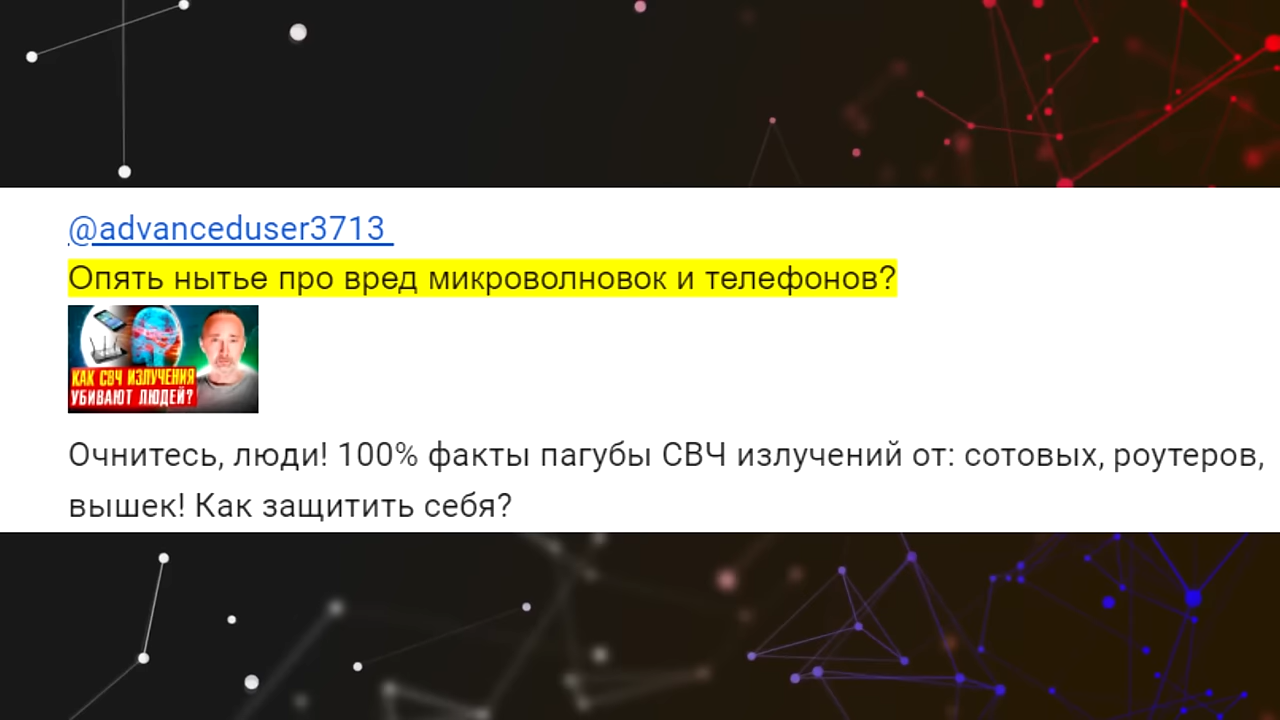 @advanceduser3713
Опять нытье про вред микроволновок и телефонов?
КАК СВЧ ИЗЛУЧЕНИЯ
УБИВАЮТ ЛЮДЕЙ?
Очнитесь, люди! 100% факты пагубы СВЧ излучений от: сотовых, роутеров,
вышек! Как защитить себя?